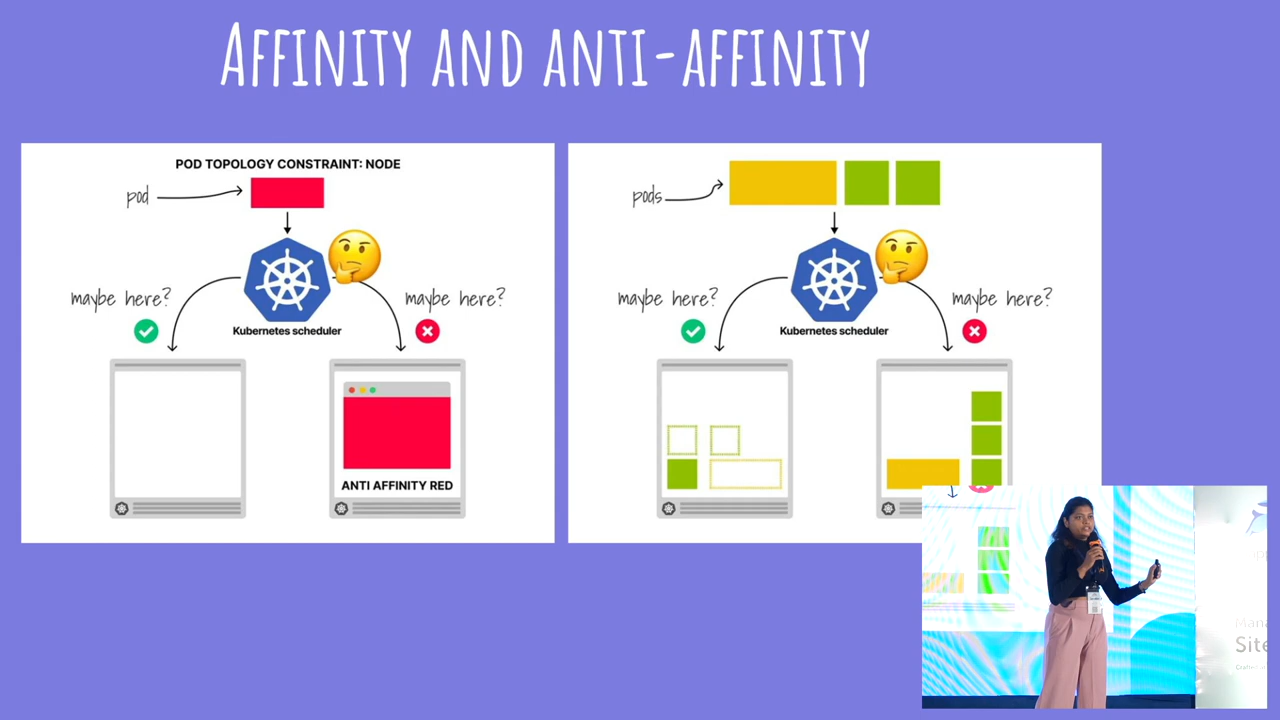 AFFINITY AND ANTI-AFFINITY
POD TOPOLOGY CONSTRAINT: NODE
pod
maybe here?
maybe here?
Kubernetes scheduler
ANTI AFFINITY RED
pods
maybe here?
maybe here?
Kubernetes scheduler
Site